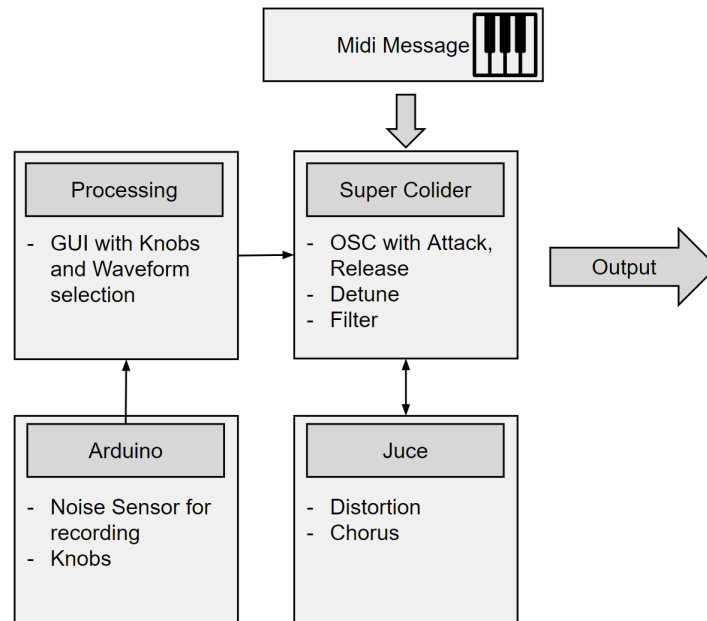 Midi Message
Processing
- GUI with Knobs
and Waveform
selection
Super Colider
- OSC with Attack,
Release
- Detune
- Filter
Output
Arduino
- Noise Sensor for
recording
- Knobs
Juce
- Distortion
- Chorus